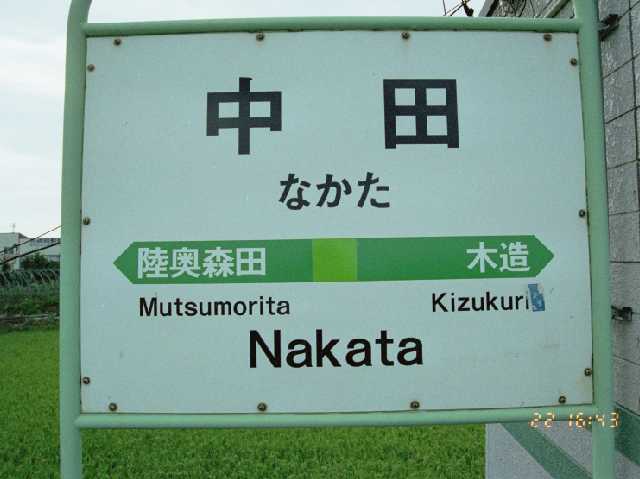 中田
なかた
陸奥森田 木造
Mutsumorita Kizukuri
Nakata
22 16:43